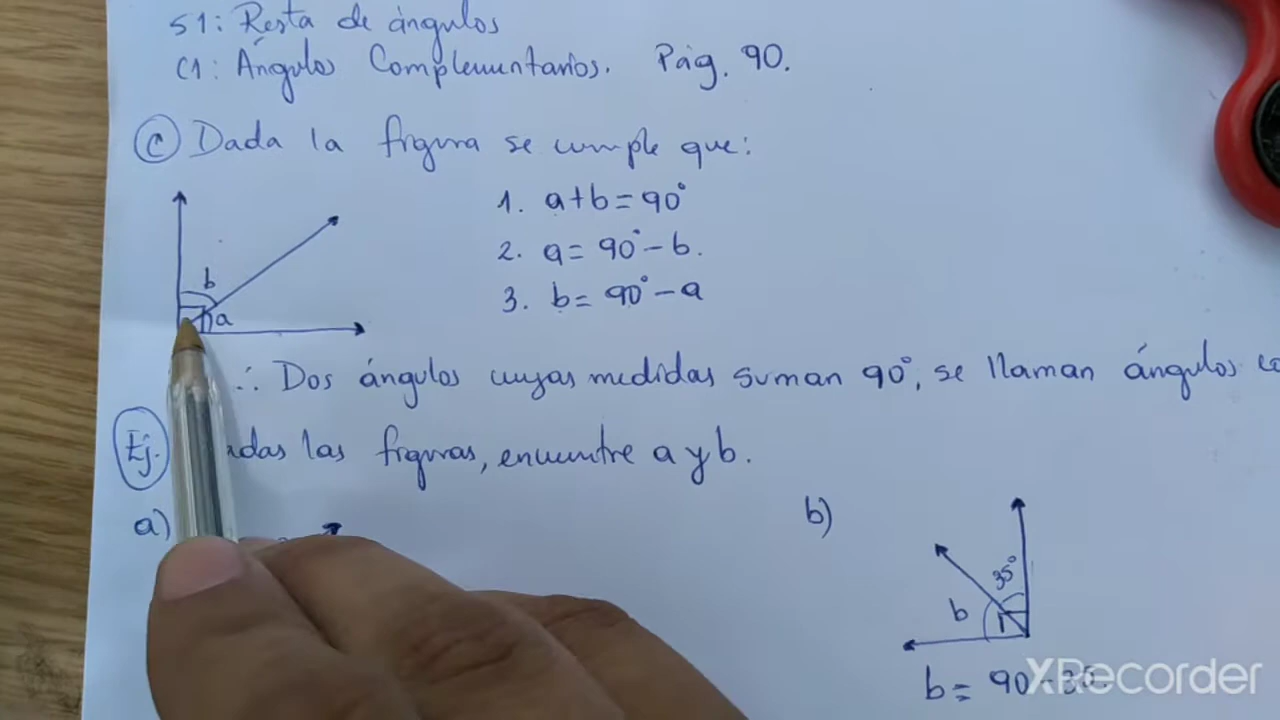 S1: Resta de ángulos
C1: Ángulos Complementarios. Pág. 90.
C Dada la figura se cumple que:
b
a
1. a+b=90°
2. a=90°-b.
3. b=90°-a
∴ Dos ángulos cuyas medidas suman 90°, se llaman ángulos
Ej. las figuras, encuentre a y b.
a)
b)
35°
b
b= 90-35
XRecorder